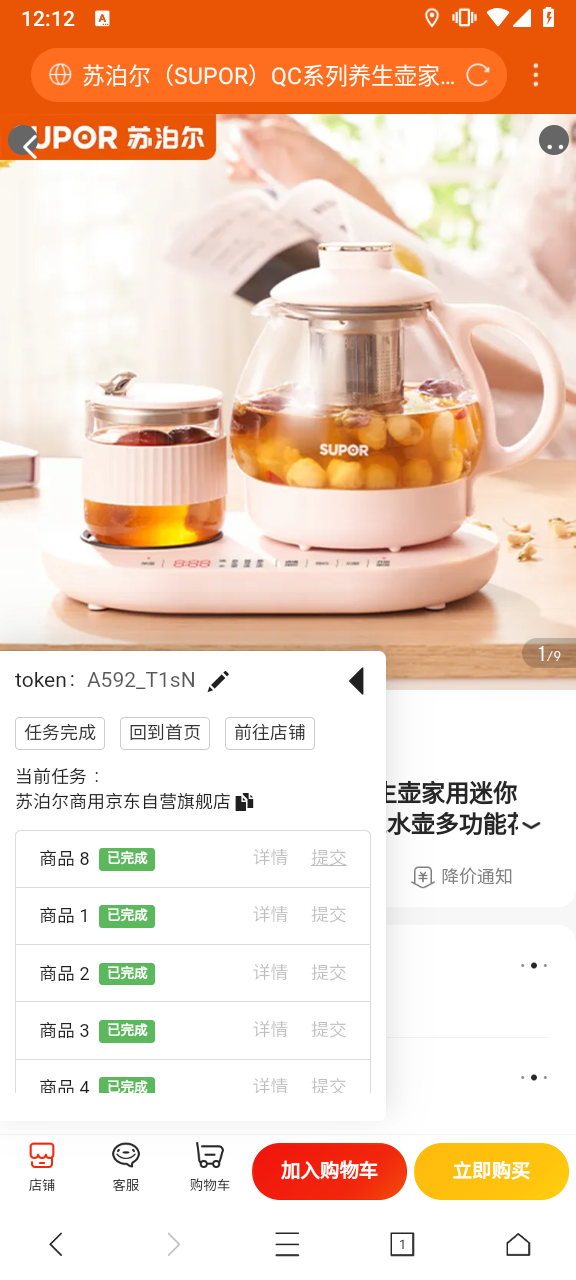 12:12
苏泊尔（SUPOR）QC系列养生壶家...
SUPOR 苏泊尔
SUPOR
1/9
token： A592_T1sN
任务完成 回到首页 前往店铺
当前任务：
苏泊尔商用京东自营旗舰店
商品 8 已完成 详情 提交
商品 1 已完成 详情 提交
商品 2 已完成 详情 提交
商品 3 已完成 详情 提交
商品 4 已完成 详情 提交
生壶家用迷你
水壶多功能花
降价通知
店铺 客服 购物车 加入购物车 立即购买
1